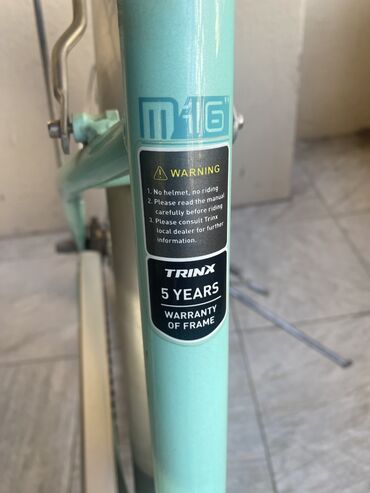 M16"
WARNING
1. No helmet, no riding
2. Please read the manual
carefully before riding
3. Please consult Trinx
local dealer for further
information.
TRINX
5 YEARS
WARRANTY
OF FRAME